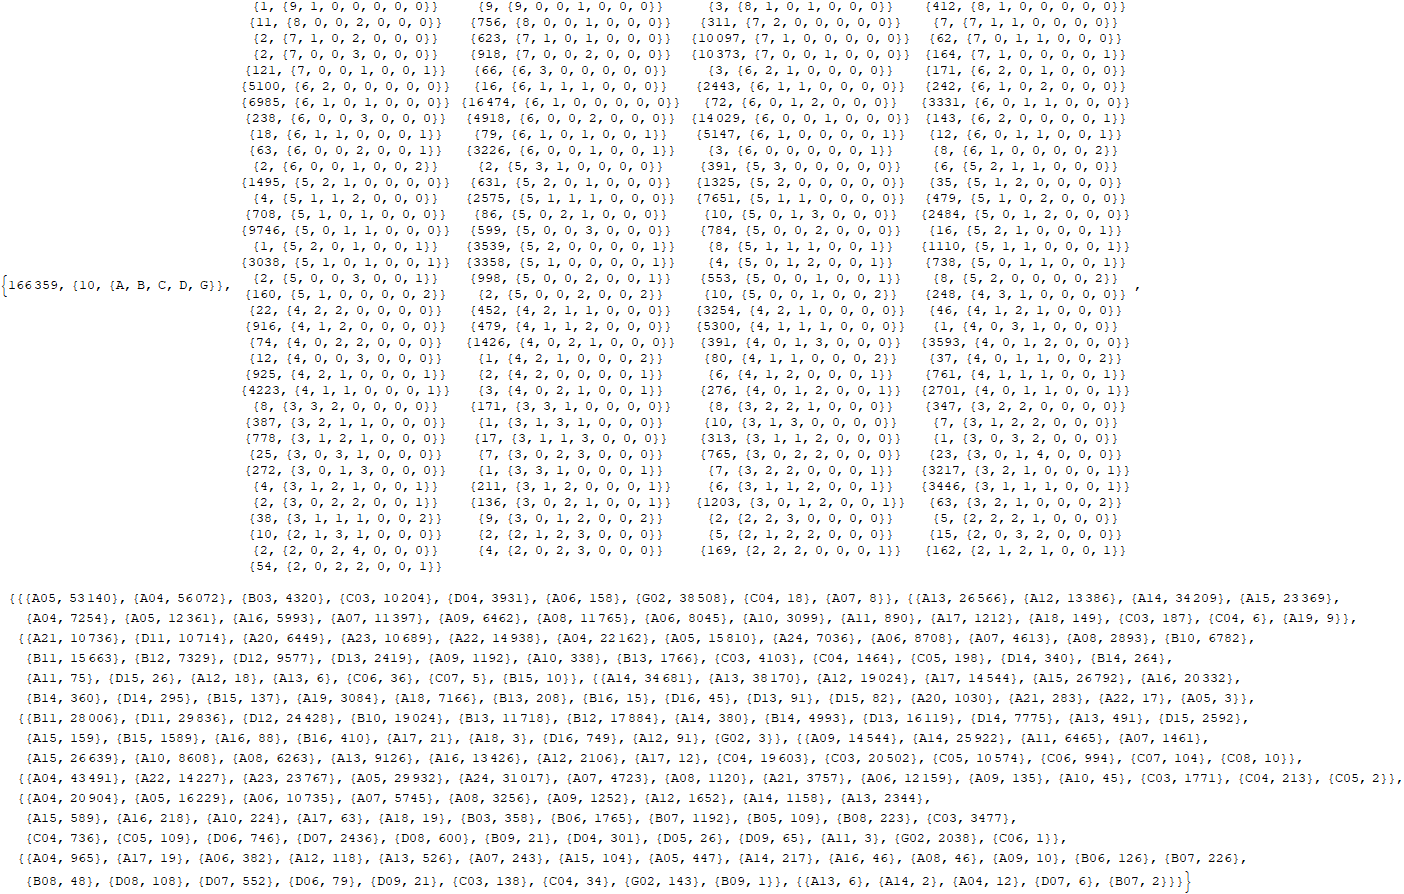 {1, {9, 1, 0, 0, 0, 0, 0}} {9, {9, 0, 0, 1, 0, 0, 0}} {3, {8, 1, 0, 1, 0, 0, 0}} {412, {8, 1, 0, 0, 0, 0, 0}}
{11, {8, 0, 0, 2, 0, 0, 0}} {756, {8, 0, 0, 1, 0, 0, 0}} {311, {7, 2, 0, 0, 0, 0, 0}} {7, {7, 1, 1, 0, 0, 0, 0}}
{2, {7, 1, 0, 2, 0, 0, 0}} {623, {7, 1, 0, 1, 0, 0, 0}} {10097, {7, 1, 0, 0, 0, 0, 0}} {62, {7, 0, 1, 1, 0, 0, 0}}
{2, {7, 0, 0, 3, 0, 0, 0}} {918, {7, 0, 0, 2, 0, 0, 0}} {10373, {7, 0, 0, 1, 0, 0, 0}} {164, {7, 1, 0, 0, 0, 0, 1}}
{121, {7, 0, 0, 1, 0, 0, 1}} {66, {6, 3, 0, 0, 0, 0, 0}} {3, {6, 2, 1, 0, 0, 0, 0}} {171, {6, 2, 0, 1, 0, 0, 0}}
{5100, {6, 2, 0, 0, 0, 0, 0}} {16, {6, 1, 1, 1, 0, 0, 0}} {2443, {6, 1, 1, 0, 0, 0, 0}} {242, {6, 1, 0, 2, 0, 0, 0}}
{6985, {6, 1, 0, 1, 0, 0, 0}} {16474, {6, 1, 0, 0, 0, 0, 0}} {72, {6, 0, 1, 2, 0, 0, 0}} {3331, {6, 0, 1, 1, 0, 0, 0}}
{238, {6, 0, 0, 3, 0, 0, 0}} {4918, {6, 0, 0, 2, 0, 0, 0}} {14029, {6, 0, 0, 1, 0, 0, 0}} {143, {6, 2, 0, 0, 0, 0, 1}}
{18, {6, 1, 1, 0, 0, 0, 1}} {79, {6, 1, 0, 1, 0, 0, 1}} {5147, {6, 1, 0, 0, 0, 0, 1}} {12, {6, 0, 1, 1, 0, 0, 1}}
{63, {6, 0, 0, 2, 0, 0, 1}} {3226, {6, 0, 0, 1, 0, 0, 1}} {3, {6, 0, 0, 0, 0, 0, 1}} {8, {6, 1, 0, 0, 0, 0, 2}}
{2, {6, 0, 0, 1, 0, 0, 2}} {2, {5, 3, 1, 0, 0, 0, 0}} {391, {5, 3, 0, 0, 0, 0, 0}} {6, {5, 2, 1, 1, 0, 0, 0}}
{1495, {5, 2, 1, 0, 0, 0, 0}} {631, {5, 2, 0, 1, 0, 0, 0}} {1325, {5, 2, 0, 0, 0, 0, 0}} {35, {5, 1, 2, 0, 0, 0, 0}}
{4, {5, 1, 1, 2, 0, 0, 0}} {2575, {5, 1, 1, 1, 0, 0, 0}} {7651, {5, 1, 1, 0, 0, 0, 0}} {479, {5, 1, 0, 2, 0, 0, 0}}
{708, {5, 1, 0, 1, 0, 0, 0}} {86, {5, 0, 2, 1, 0, 0, 0}} {10, {5, 0, 1, 3, 0, 0, 0}} {2484, {5, 0, 1, 2, 0, 0, 0}}
{9746, {5, 0, 1, 1, 0, 0, 0}} {599, {5, 0, 0, 3, 0, 0, 0}} {784, {5, 0, 0, 2, 0, 0, 0}} {16, {5, 2, 1, 0, 0, 0, 1}}
{1, {5, 2, 0, 1, 0, 0, 1}} {3539, {5, 2, 0, 0, 0, 0, 1}} {8, {5, 1, 1, 1, 0, 0, 1}} {1110, {5, 1, 1, 0, 0, 0, 1}}
{3038, {5, 1, 0, 1, 0, 0, 1}} {3358, {5, 1, 0, 0, 0, 0, 1}} {4, {5, 0, 1, 2, 0, 0, 1}} {738, {5, 0, 1, 1, 0, 0, 1}}
{166359, {10, {A, B, C, D, G}}, {2, {5, 0, 0, 3, 0, 0, 1}} {998, {5, 0, 0, 2, 0, 0, 1}} {553, {5, 0, 0, 1, 0, 0, 1}} {8, {5, 2, 0, 0, 0, 0, 2}} ,
{160, {5, 1, 0, 0, 0, 0, 2}} {2, {5, 0, 0, 2, 0, 0, 2}} {10, {5, 0, 0, 1, 0, 0, 2}} {248, {4, 3, 1, 0, 0, 0, 0}}
{22, {4, 2, 2, 0, 0, 0, 0}} {452, {4, 2, 1, 1, 0, 0, 0}} {3254, {4, 2, 1, 0, 0, 0, 0}} {46, {4, 1, 2, 1, 0, 0, 0}}
{916, {4, 1, 2, 0, 0, 0, 0}} {479, {4, 1, 1, 2, 0, 0, 0}} {5300, {4, 1, 1, 1, 0, 0, 0}} {1, {4, 0, 3, 1, 0, 0, 0}}
{74, {4, 0, 2, 2, 0, 0, 0}} {1426, {4, 0, 2, 1, 0, 0, 0}} {391, {4, 0, 1, 3, 0, 0, 0}} {3593, {4, 0, 1, 2, 0, 0, 0}}
{12, {4, 0, 0, 3, 0, 0, 0}} {1, {4, 2, 1, 0, 0, 0, 2}} {80, {4, 1, 1, 0, 0, 0, 2}} {37, {4, 0, 1, 1, 0, 0, 2}}
{925, {4, 2, 1, 0, 0, 0, 1}} {2, {4, 2, 0, 0, 0, 0, 1}} {6, {4, 1, 2, 0, 0, 0, 1}} {761, {4, 1, 1, 1, 0, 0, 1}}
{4223, {4, 1, 1, 0, 0, 0, 1}} {3, {4, 0, 2, 1, 0, 0, 1}} {276, {4, 0, 1, 2, 0, 0, 1}} {2701, {4, 0, 1, 1, 0, 0, 1}}
{8, {3, 3, 2, 0, 0, 0, 0}} {171, {3, 3, 1, 0, 0, 0, 0}} {8, {3, 2, 2, 1, 0, 0, 0}} {347, {3, 2, 2, 0, 0, 0, 0}}
{387, {3, 2, 1, 1, 0, 0, 0}} {1, {3, 1, 3, 1, 0, 0, 0}} {10, {3, 1, 3, 0, 0, 0, 0}} {7, {3, 1, 2, 2, 0, 0, 0}}
{778, {3, 1, 2, 1, 0, 0, 0}} {17, {3, 1, 1, 3, 0, 0, 0}} {313, {3, 1, 1, 2, 0, 0, 0}} {1, {3, 0, 3, 2, 0, 0, 0}}
{25, {3, 0, 3, 1, 0, 0, 0}} {7, {3, 0, 2, 3, 0, 0, 0}} {765, {3, 0, 2, 2, 0, 0, 0}} {23, {3, 0, 1, 4, 0, 0, 0}}
{272, {3, 0, 1, 3, 0, 0, 0}} {1, {3, 3, 1, 0, 0, 0, 1}} {7, {3, 2, 2, 0, 0, 0, 1}} {3217, {3, 2, 1, 0, 0, 0, 1}}
{4, {3, 1, 2, 1, 0, 0, 1}} {211, {3, 1, 2, 0, 0, 0, 1}} {6, {3, 1, 1, 2, 0, 0, 1}} {3446, {3, 1, 1, 1, 0, 0, 1}}
{2, {3, 0, 2, 2, 0, 0, 1}} {136, {3, 0, 2, 1, 0, 0, 1}} {1203, {3, 0, 1, 2, 0, 0, 1}} {63, {3, 2, 1, 0, 0, 0, 2}}
{38, {3, 1, 1, 1, 0, 0, 2}} {9, {3, 0, 1, 2, 0, 0, 2}} {2, {2, 2, 3, 0, 0, 0, 0}} {5, {2, 2, 2, 1, 0, 0, 0}}
{10, {2, 1, 3, 1, 0, 0, 0}} {2, {2, 1, 2, 3, 0, 0, 0}} {5, {2, 1, 2, 2, 0, 0, 0}} {15, {2, 0, 3, 2, 0, 0, 0}}
{2, {2, 0, 2, 4, 0, 0, 0}} {4, {2, 0, 2, 3, 0, 0, 0}} {169, {2, 2, 2, 0, 0, 0, 1}} {162, {2, 1, 2, 1, 0, 0, 1}}
{54, {2, 0, 2, 2, 0, 0, 1}}
{{{A05, 53140}, {A04, 56072}, {B03, 4320}, {C03, 10204}, {D04, 3931}, {A06, 158}, {G02, 38508}, {C04, 18}, {A07, 8}}, {{A13, 26566}, {A12, 13386}, {A14, 34209}, {A15, 23369},
{A04, 7254}, {A05, 12361}, {A16, 5993}, {A07, 11397}, {A09, 6462}, {A08, 11765}, {A06, 8045}, {A10, 3099}, {A11, 890}, {A17, 1212}, {A18, 149}, {C03, 187}, {C04, 6}, {A19, 9}},
{{A21, 10736}, {D11, 10714}, {A20, 6449}, {A23, 10689}, {A22, 14938}, {A04, 22162}, {A05, 15810}, {A24, 7036}, {A06, 8708}, {A07, 4613}, {A08, 2893}, {B10, 6782},
{B11, 15663}, {B12, 7329}, {D12, 9577}, {D13, 2419}, {A09, 1192}, {A10, 338}, {B13, 1766}, {C03, 4103}, {C04, 1464}, {C05, 198}, {D14, 340}, {B14, 264},
{A11, 75}, {D15, 26}, {A12, 18}, {A13, 6}, {C06, 36}, {C07, 5}, {B15, 10}}, {{A14, 34681}, {A13, 38170}, {A12, 19024}, {A17, 14544}, {A15, 26792}, {A16, 20332},
{B14, 360}, {D14, 295}, {B15, 137}, {A19, 3084}, {A18, 7166}, {B13, 208}, {B16, 15}, {D16, 45}, {D13, 91}, {D15, 82}, {A20, 1030}, {A21, 283}, {A22, 17}, {A05, 3}},
{{B11, 28006}, {D11, 29836}, {D12, 24428}, {B10, 19024}, {B13, 11718}, {B12, 17884}, {A14, 380}, {B14, 4993}, {D13, 16119}, {D14, 7775}, {A13, 491}, {D15, 2592},
{A15, 159}, {B15, 1589}, {A16, 88}, {B16, 410}, {A17, 21}, {A18, 3}, {D16, 749}, {A12, 91}, {G02, 3}}, {{A09, 14544}, {A14, 25922}, {A11, 6465}, {A07, 1461},
{A15, 26639}, {A10, 8608}, {A08, 6263}, {A13, 9126}, {A16, 13426}, {A12, 2106}, {A17, 12}, {C04, 19603}, {C03, 20502}, {C05, 10574}, {C06, 994}, {C07, 104}, {C08, 10}},
{{A04, 43491}, {A22, 14227}, {A23, 23767}, {A05, 29932}, {A24, 31017}, {A07, 4723}, {A08, 1120}, {A21, 3757}, {A06, 12159}, {A09, 135}, {A10, 45}, {C03, 1771}, {C04, 213}, {C05, 2}},
{{A04, 20904}, {A05, 16229}, {A06, 10735}, {A07, 5745}, {A08, 3256}, {A09, 1252}, {A12, 1652}, {A14, 1158}, {A13, 2344},
{A15, 589}, {A16, 218}, {A10, 224}, {A17, 63}, {A18, 19}, {B03, 358}, {B06, 1765}, {B07, 1192}, {B05, 109}, {B08, 223}, {C03, 3477},
{C04, 736}, {C05, 109}, {D06, 746}, {D07, 2436}, {D08, 600}, {B09, 21}, {D04, 301}, {D05, 26}, {D09, 65}, {A11, 3}, {G02, 2038}, {C06, 1}},
{{A04, 965}, {A17, 19}, {A06, 382}, {A12, 118}, {A13, 526}, {A07, 243}, {A15, 104}, {A05, 447}, {A14, 217}, {A16, 46}, {A08, 46}, {A09, 10}, {B06, 126}, {B07, 226},
{B08, 48}, {D08, 108}, {D07, 552}, {D06, 79}, {D09, 21}, {C03, 138}, {C04, 34}, {G02, 143}, {B09, 1}}, {{A13, 6}, {A14, 2}, {A04, 12}, {D07, 6}, {B07, 2}}}}